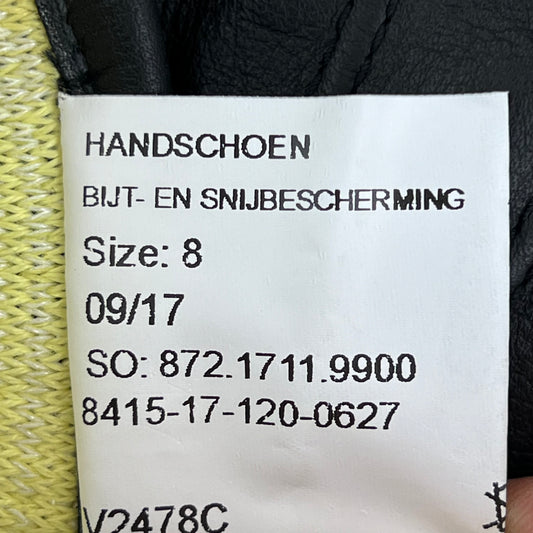 HANDSCHOEN
BIJT- EN SNIJBESCHERMING
Size: 8
09/17
SO: 872.1711.9900
8415-17-120-0627
V2478C